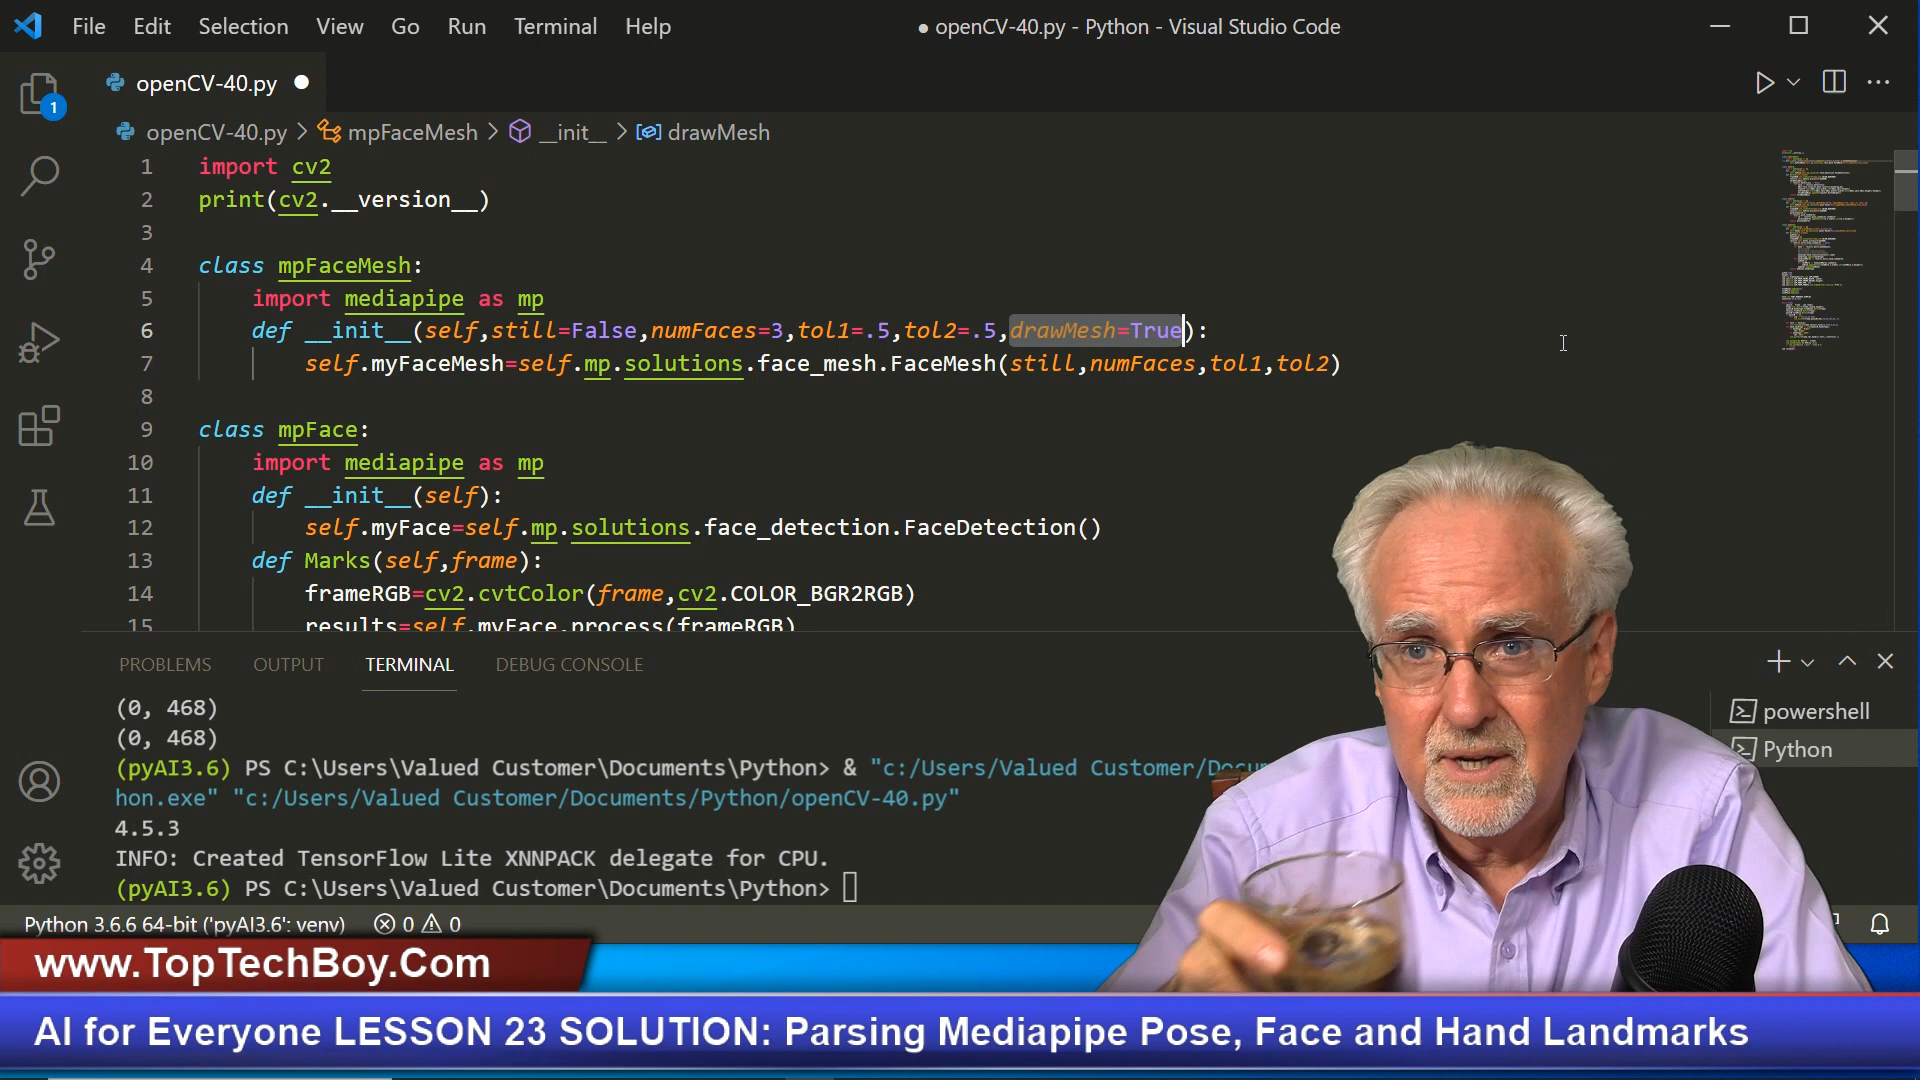 File Edit Selection View Go Run Terminal Help
● openCV-40.py - Python - Visual Studio Code
openCV-40.py ●
1
openCV-40.py > mpFaceMesh > __init__ > drawMesh
1 import cv2
2 print(cv2.__version__)
3
4 class mpFaceMesh:
5 import mediapipe as mp
6 def __init__(self,still=False,numFaces=3,tol1=.5,tol2=.5,drawMesh=True):
7 self.myFaceMesh=self.mp.solutions.face_mesh.FaceMesh(still,numFaces,tol1,tol2)
8
9 class mpFace:
10 import mediapipe as mp
11 def __init__(self):
12 self.myFace=self.mp.solutions.face_detection.FaceDetection()
13 def Marks(self,frame):
14 frameRGB=cv2.cvtColor(frame,cv2.COLOR_BGR2RGB)
15 results=self.myFace.process(frameRGB)
PROBLEMS OUTPUT TERMINAL DEBUG CONSOLE
(0, 468)
(0, 468)
(pyAI3.6) PS C:\Users\Valued Customer\Documents\Python> & "c:/Users/Valued Customer/Docu
hon.exe" "c:/Users/Valued Customer/Documents/Python/openCV-40.py"
4.5.3
INFO: Created TensorFlow Lite XNNPACK delegate for CPU.
(pyAI3.6) PS C:\Users\Valued Customer\Documents\Python>
powershell
Python
Python 3.6.6 64-bit ('pyAI3.6': venv) 0 0
www.TopTechBoy.Com
AI for Everyone LESSON 23 SOLUTION: Parsing Mediapipe Pose, Face and Hand Landmarks